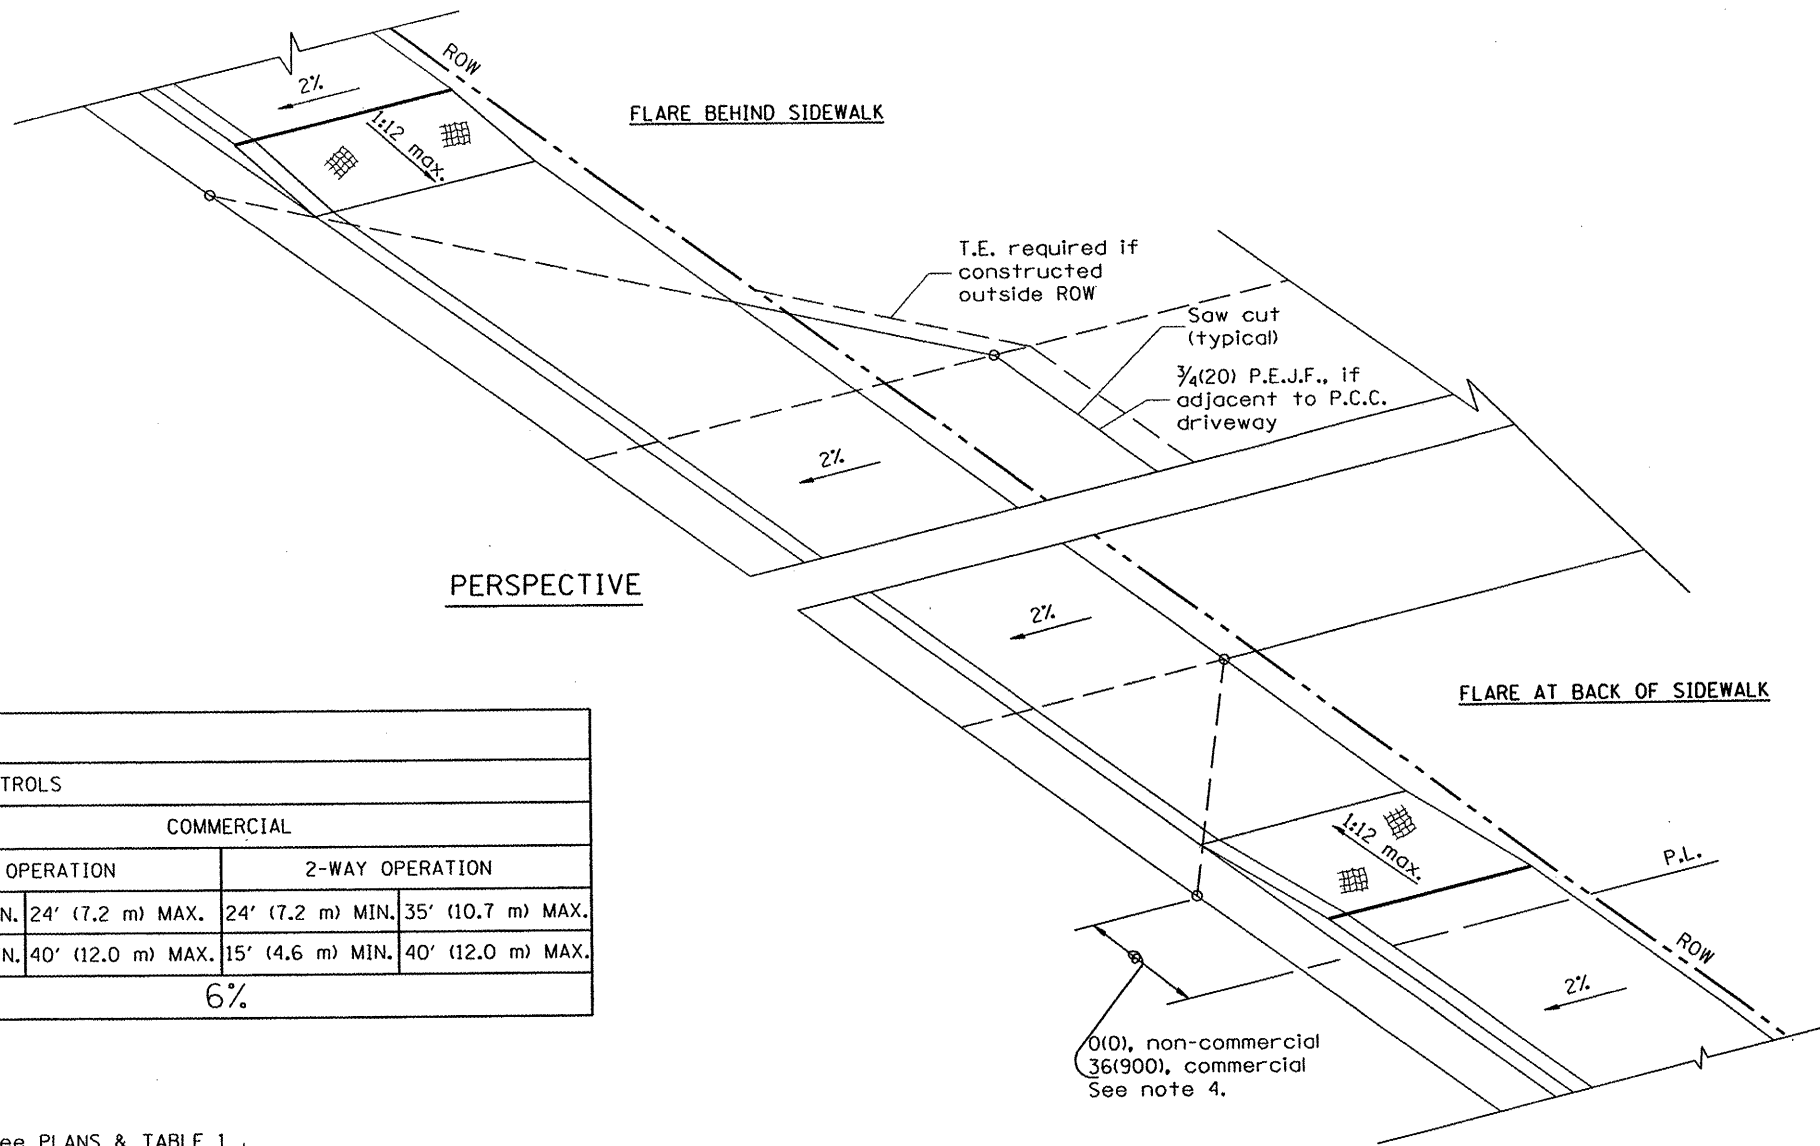 ROW
2%
FLARE BEHIND SIDEWALK
1:12 max.
T.E. required if
constructed
outside ROW
Saw cut
(typical)
3/4(20) P.E.J.F., if
adjacent to P.C.C.
driveway
2%
PERSPECTIVE
2%
FLARE AT BACK OF SIDEWALK
1:12 max.
P.L.
ROW
2%
0(0), non-commercial
36(900), commercial
See note 4.
TROLS
COMMERCIAL
OPERATION
2-WAY OPERATION
N. 24' (7.2 m) MAX. 24' (7.2 m) MIN. 35' (10.7 m) MAX.
N. 40' (12.0 m) MAX. 15' (4.6 m) MIN. 40' (12.0 m) MAX.
6%
ee PLANS & TABLE 1